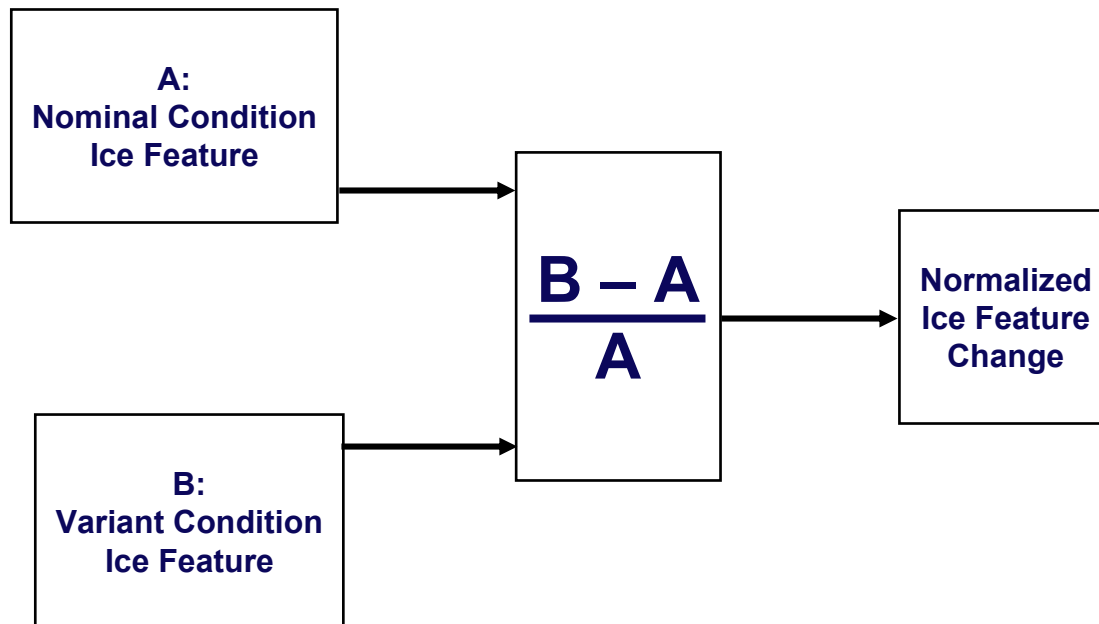 A:
Nominal Condition
Ice Feature
B – A
A
Normalized
Ice Feature
Change
B:
Variant Condition
Ice Feature